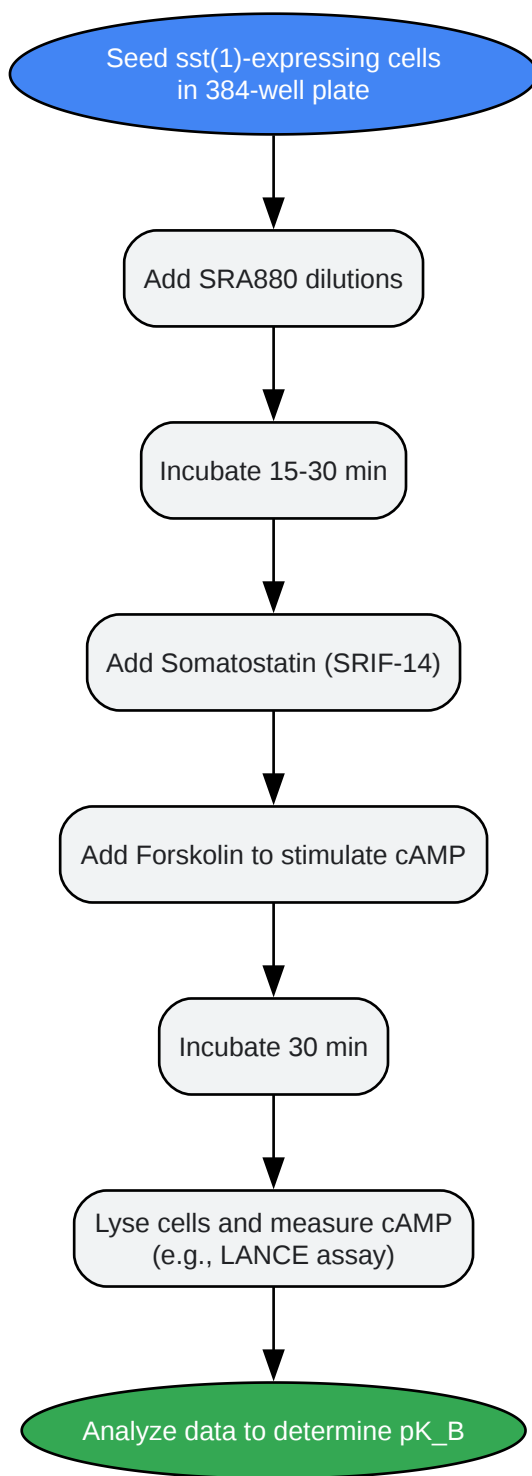 Seed sst(1)-expressing cells
in 384-well plate
Add SRA880 dilutions
Incubate 15-30 min
Add Somatostatin (SRIF-14)
Add Forskolin to stimulate cAMP
Incubate 30 min
Lyse cells and measure cAMP
(e.g., LANCE assay)
Analyze data to determine pK_B